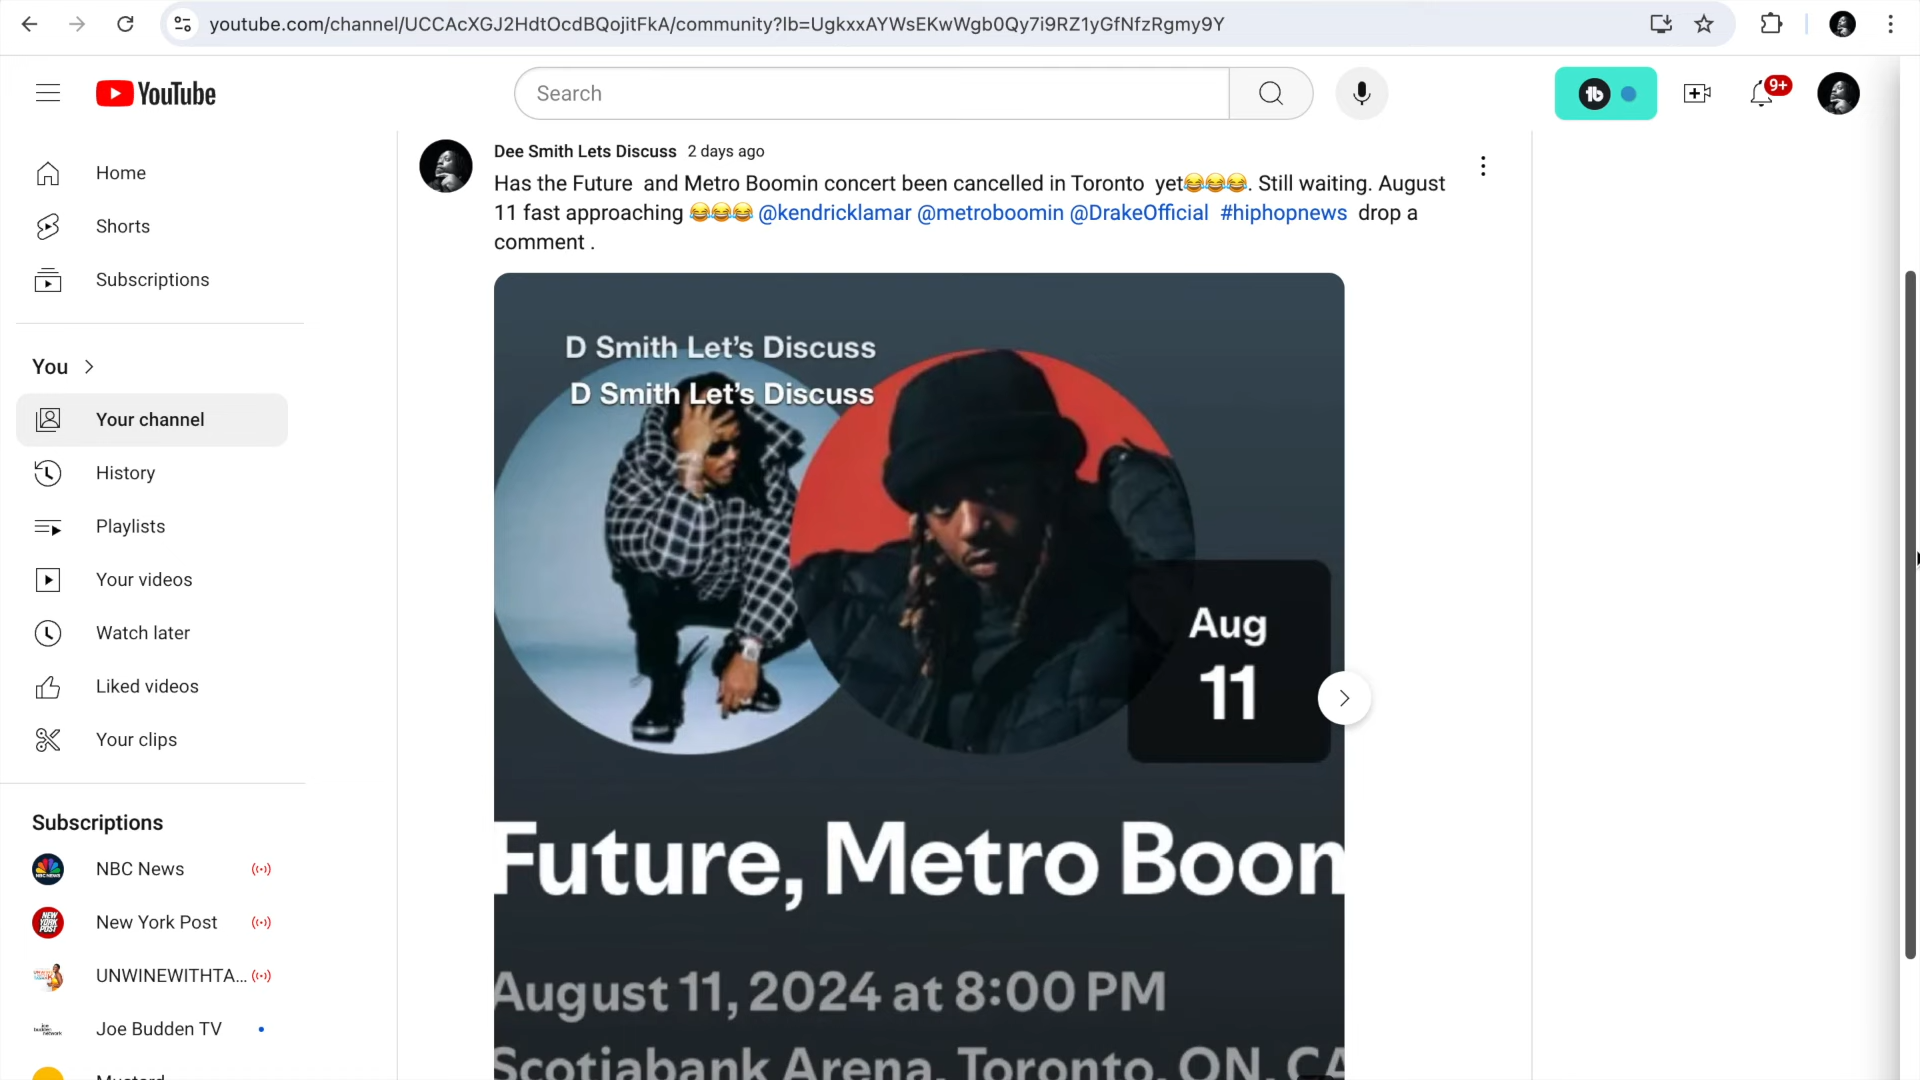 youtube.com/channel/UCCAcXGJ2HdtOcdBQojitFkA/community?lb=UgkxxAYWsEKwWgb0Qy7i9RZ1yGfNfzRgmy9Y
YouTube
Search
9+
Dee Smith Lets Discuss 2 days ago
Has the Future and Metro Boomin concert been cancelled in Toronto yet😂😂😂. Still waiting. August
11 fast approaching 😂😂😂 @kendricklamar @metroboomin @DrakeOfficial #hiphopnews drop a
comment .
Home
Shorts
Subscriptions
You
Your channel
History
Playlists
Your videos
Watch later
Liked videos
Your clips
Subscriptions
NBC News
New York Post
UNWINEWITHTA...
Joe Budden TV
D Smith Let's Discuss
D Smith Let's Discuss
Aug
11
Future, Metro Boom
August 11, 2024 at 8:00 PM
Scotiabank Arena, Toronto, ON, CA